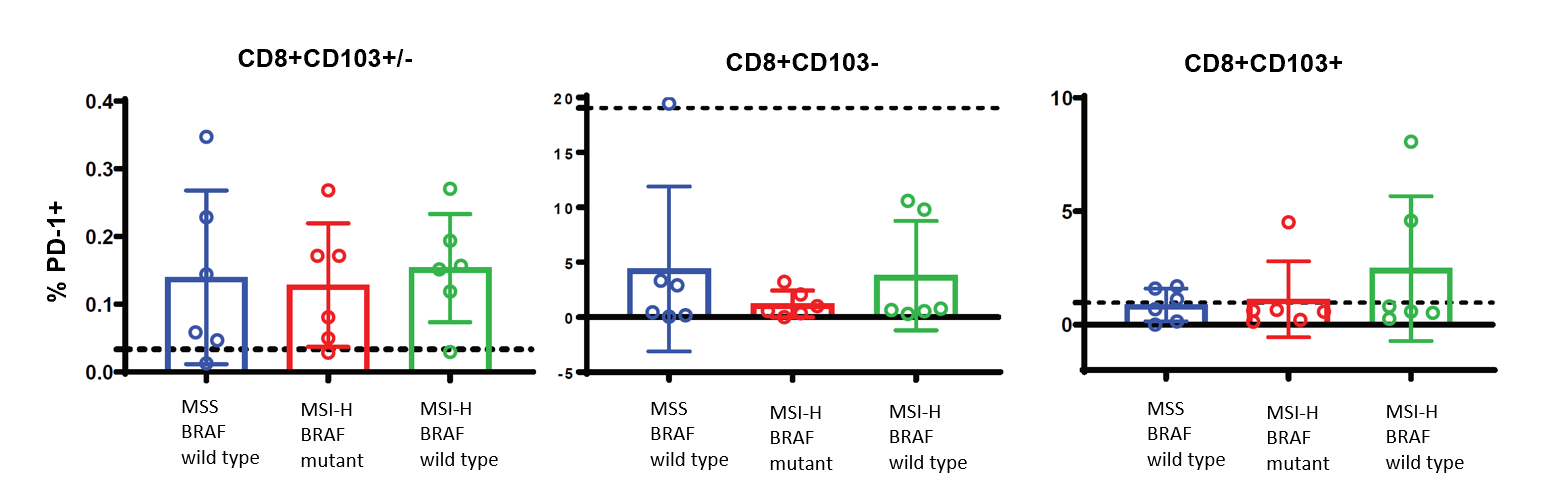 CD8+CD103+/-
CD8+CD103-
CD8+CD103+
% PD-1+
0.4
0.3
0.2
0.1
0.0
MSS
BRAF
wild type
MSI-H
BRAF
mutant
MSI-H
BRAF
wild type
20
15
10
5
0
-5
MSS
BRAF
wild type
MSI-H
BRAF
mutant
MSI-H
BRAF
wild type
10
5
0
MSS
BRAF
wild type
MSI-H
BRAF
mutant
MSI-H
BRAF
wild type